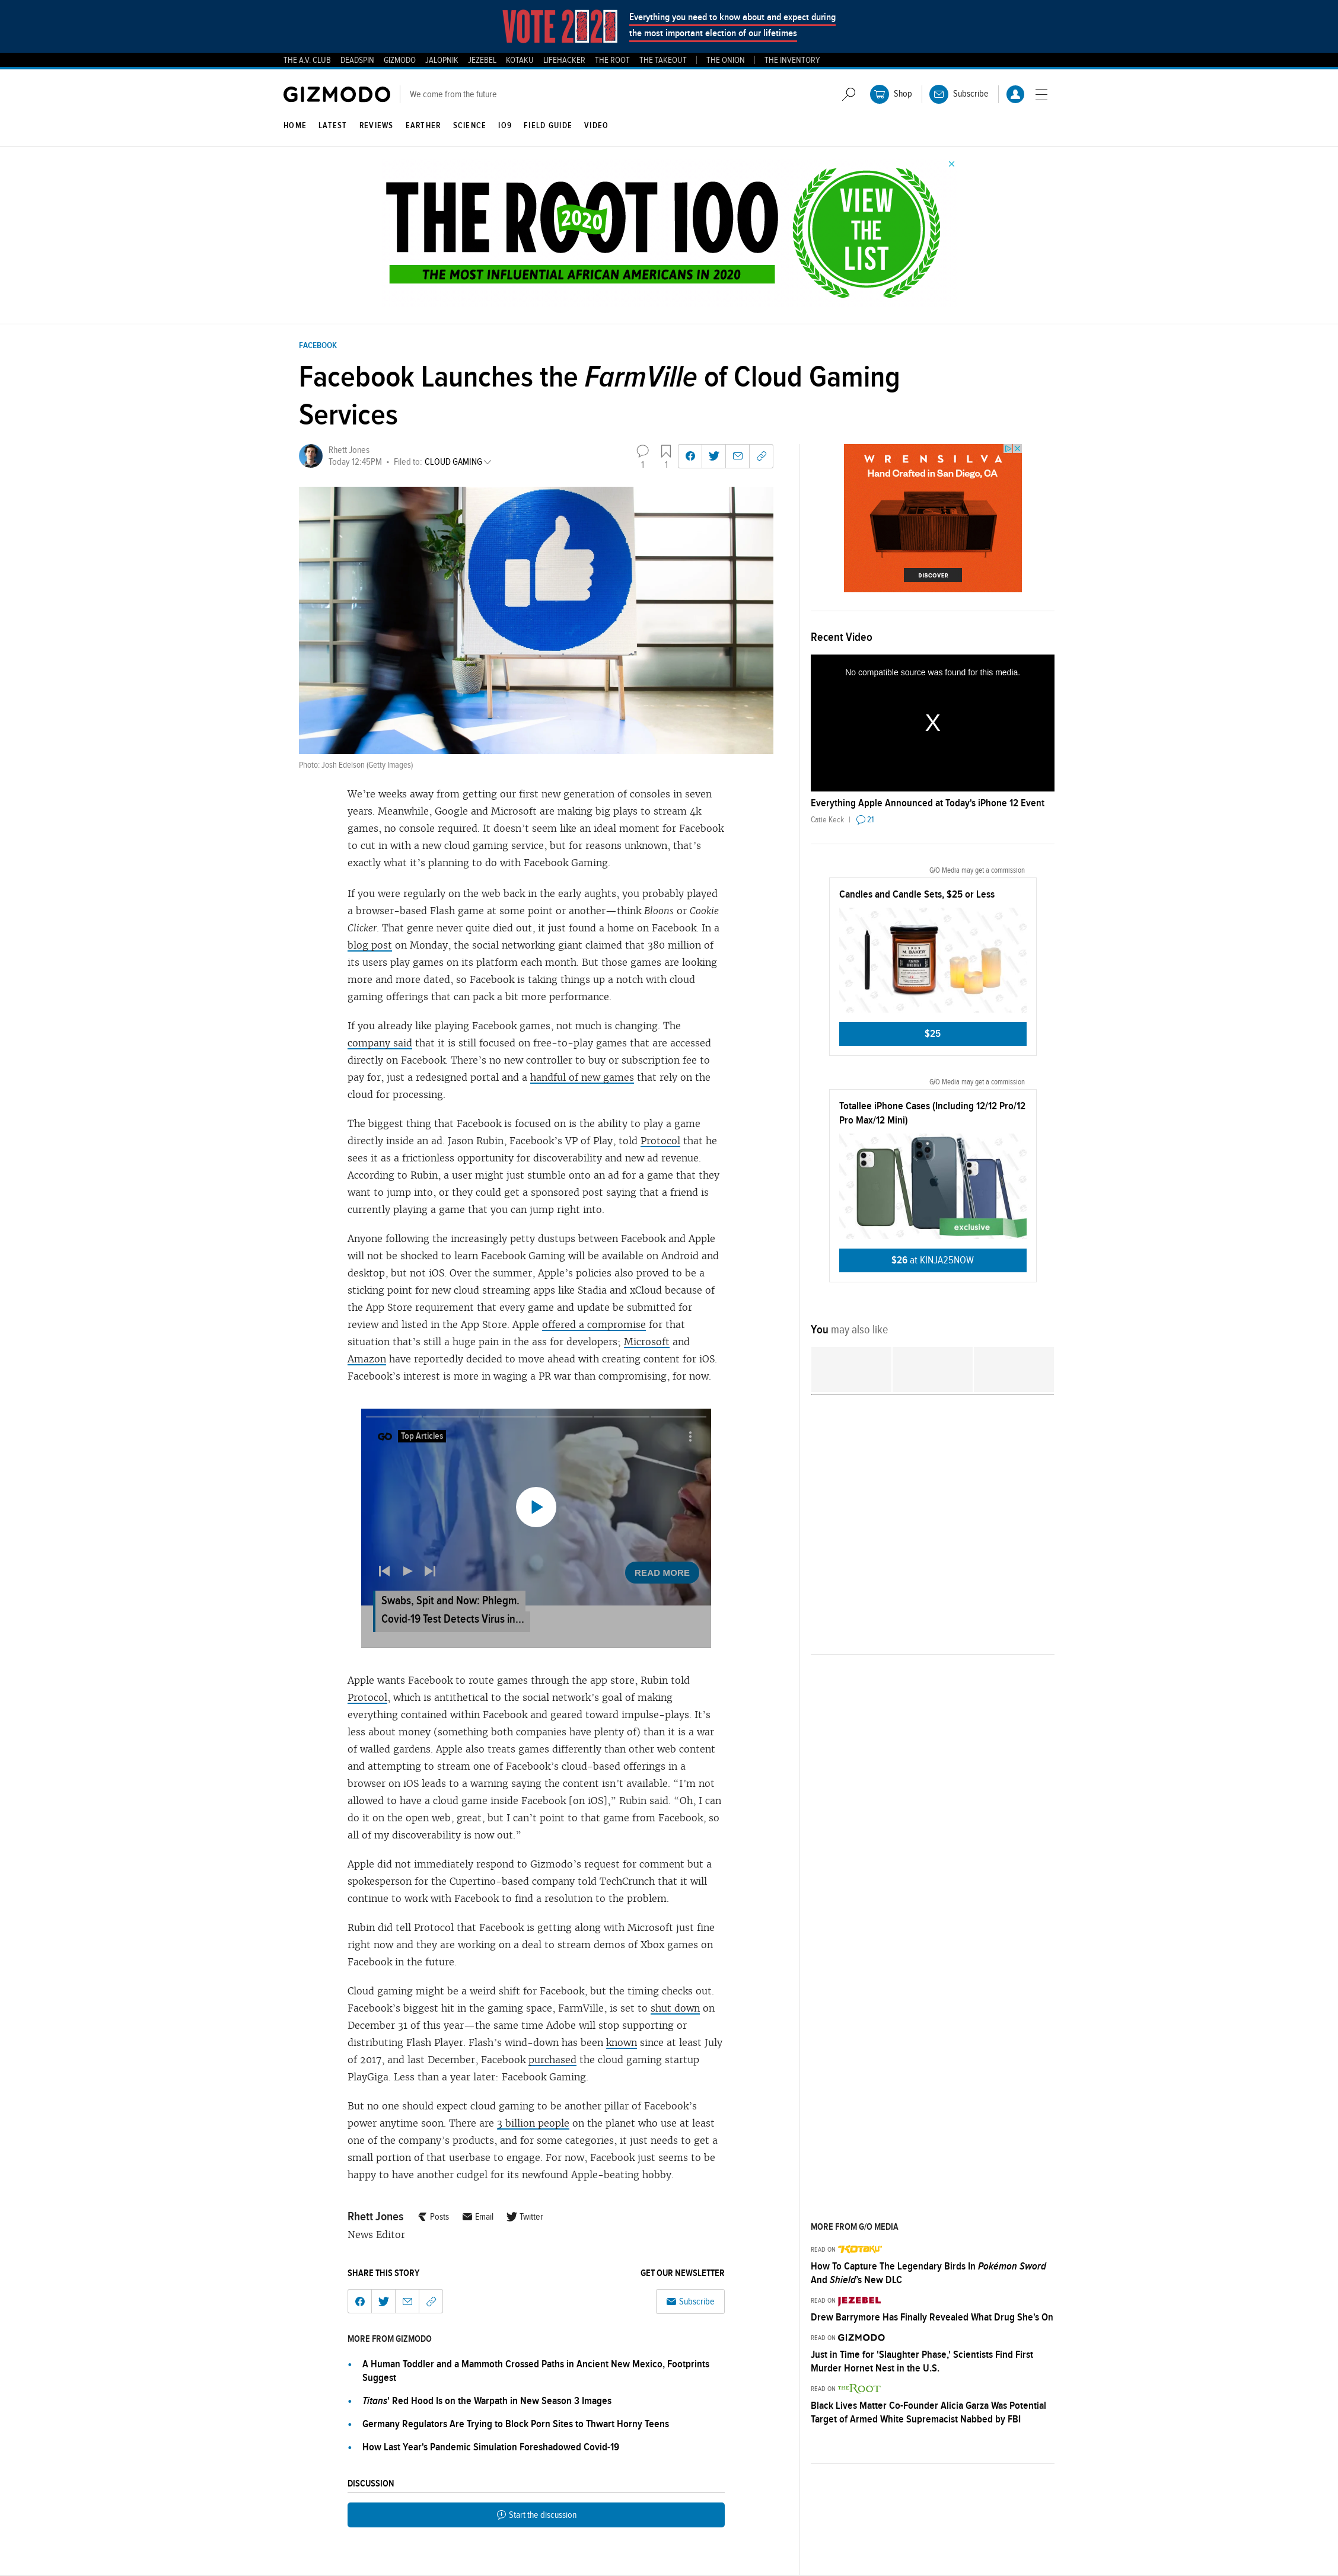 VOTE 2020
Everything you need to know about and expect during
the most important election of our lifetimes
THE A.V. CLUB DEADSPIN GIZMODO JALOPNIK JEZEBEL KOTAKU LIFEHACKER THE ROOT THE TAKEOUT THE ONION THE INVENTORY
GIZMODO We come from the future Shop Subscribe
HOME LATEST REVIEWS EARTHER SCIENCE IO9 FIELD GUIDE VIDEO
THE ROOT 100
2020
THE MOST INFLUENTIAL AFRICAN AMERICANS IN 2020
VIEW
THE
LIST
FACEBOOK
Facebook Launches the FarmVille of Cloud Gaming
Services
Rhett Jones
Today 12:45PM • Filed to: CLOUD GAMING
1 1
Photo: Josh Edelson (Getty Images)
We’re weeks away from getting our first new generation of consoles in seven
years. Meanwhile, Google and Microsoft are making big plays to stream 4k
games, no console required. It doesn’t seem like an ideal moment for Facebook
to cut in with a new cloud gaming service, but for reasons unknown, that’s
exactly what it’s planning to do with Facebook Gaming.
If you were regularly on the web back in the early aughts, you probably played
a browser-based Flash game at some point or another—think Bloons or Cookie
Clicker. That genre never quite died out, it just found a home on Facebook. In a
blog post on Monday, the social networking giant claimed that 380 million of
its users play games on its platform each month. But those games are looking
more and more dated, so Facebook is taking things up a notch with cloud
gaming offerings that can pack a bit more performance.
If you already like playing Facebook games, not much is changing. The
company said that it is still focused on free-to-play games that are accessed
directly on Facebook. There’s no new controller to buy or subscription fee to
pay for, just a redesigned portal and a handful of new games that rely on the
cloud for processing.
The biggest thing that Facebook is focused on is the ability to play a game
directly inside an ad. Jason Rubin, Facebook’s VP of Play, told Protocol that he
sees it as a frictionless opportunity for discoverability and new ad revenue.
According to Rubin, a user might just stumble onto an ad for a game that they
want to jump into, or they could get a sponsored post saying that a friend is
currently playing a game that you can jump right into.
Anyone following the increasingly petty dustups between Facebook and Apple
will not be shocked to learn Facebook Gaming will be available on Android and
desktop, but not iOS. Over the summer, Apple’s policies also proved to be a
sticking point for new cloud streaming apps like Stadia and xCloud because of
the App Store requirement that every game and update be submitted for
review and listed in the App Store. Apple offered a compromise for that
situation that’s still a huge pain in the ass for developers; Microsoft and
Amazon have reportedly decided to move ahead with creating content for iOS.
Facebook’s interest is more in waging a PR war than compromising, for now.
GO Top Articles
READ MORE
Swabs, Spit and Now: Phlegm.
Covid-19 Test Detects Virus in...
Apple wants Facebook to route games through the app store, Rubin told
Protocol, which is antithetical to the social network’s goal of making
everything contained within Facebook and geared toward impulse-plays. It’s
less about money (something both companies have plenty of) than it is a war
of walled gardens. Apple also treats games differently than other web content
and attempting to stream one of Facebook’s cloud-based offerings in a
browser on iOS leads to a warning saying the content isn’t available. “I’m not
allowed to have a cloud game inside Facebook [on iOS],” Rubin said. “Oh, I can
do it on the open web, great, but I can’t point to that game from Facebook, so
all of my discoverability is now out.”
Apple did not immediately respond to Gizmodo’s request for comment but a
spokesperson for the Cupertino-based company told TechCrunch that it will
continue to work with Facebook to find a resolution to the problem.
Rubin did tell Protocol that Facebook is getting along with Microsoft just fine
right now and they are working on a deal to stream demos of Xbox games on
Facebook in the future.
Cloud gaming might be a weird shift for Facebook, but the timing checks out.
Facebook’s biggest hit in the gaming space, FarmVille, is set to shut down on
December 31 of this year—the same time Adobe will stop supporting or
distributing Flash Player. Flash’s wind-down has been known since at least July
of 2017, and last December, Facebook purchased the cloud gaming startup
PlayGiga. Less than a year later: Facebook Gaming.
But no one should expect cloud gaming to be another pillar of Facebook’s
power anytime soon. There are 3 billion people on the planet who use at least
one of the company’s products, and for some categories, it just needs to get a
small portion of that userbase to engage. For now, Facebook just seems to be
happy to have another cudgel for its newfound Apple-beating hobby.
Rhett Jones Posts Email Twitter
News Editor
SHARE THIS STORY GET OUR NEWSLETTER
Subscribe
MORE FROM GIZMODO
• A Human Toddler and a Mammoth Crossed Paths in Ancient New Mexico, Footprints
Suggest
• Titans' Red Hood Is on the Warpath in New Season 3 Images
• Germany Regulators Are Trying to Block Porn Sites to Thwart Horny Teens
• How Last Year's Pandemic Simulation Foreshadowed Covid-19
DISCUSSION
Start the discussion
WRENSILVA
Hand Crafted in San Diego, CA
DISCOVER
Recent Video
No compatible source was found for this media.
X
Everything Apple Announced at Today's iPhone 12 Event
Catie Keck | 21
G/O Media may get a commission
Candles and Candle Sets, $25 or Less
M. BAKER
$25
G/O Media may get a commission
Totallee iPhone Cases (Including 12/12 Pro/12
Pro Max/12 Mini)
exclusive
$26 at KINJA25NOW
You may also like
MORE FROM G/O MEDIA
READ ON KOTAKU
How To Capture The Legendary Birds In Pokémon Sword
And Shield's New DLC
READ ON JEZEBEL
Drew Barrymore Has Finally Revealed What Drug She's On
READ ON GIZMODO
Just in Time for 'Slaughter Phase,' Scientists Find First
Murder Hornet Nest in the U.S.
READ ON THE ROOT
Black Lives Matter Co-Founder Alicia Garza Was Potential
Target of Armed White Supremacist Nabbed by FBI